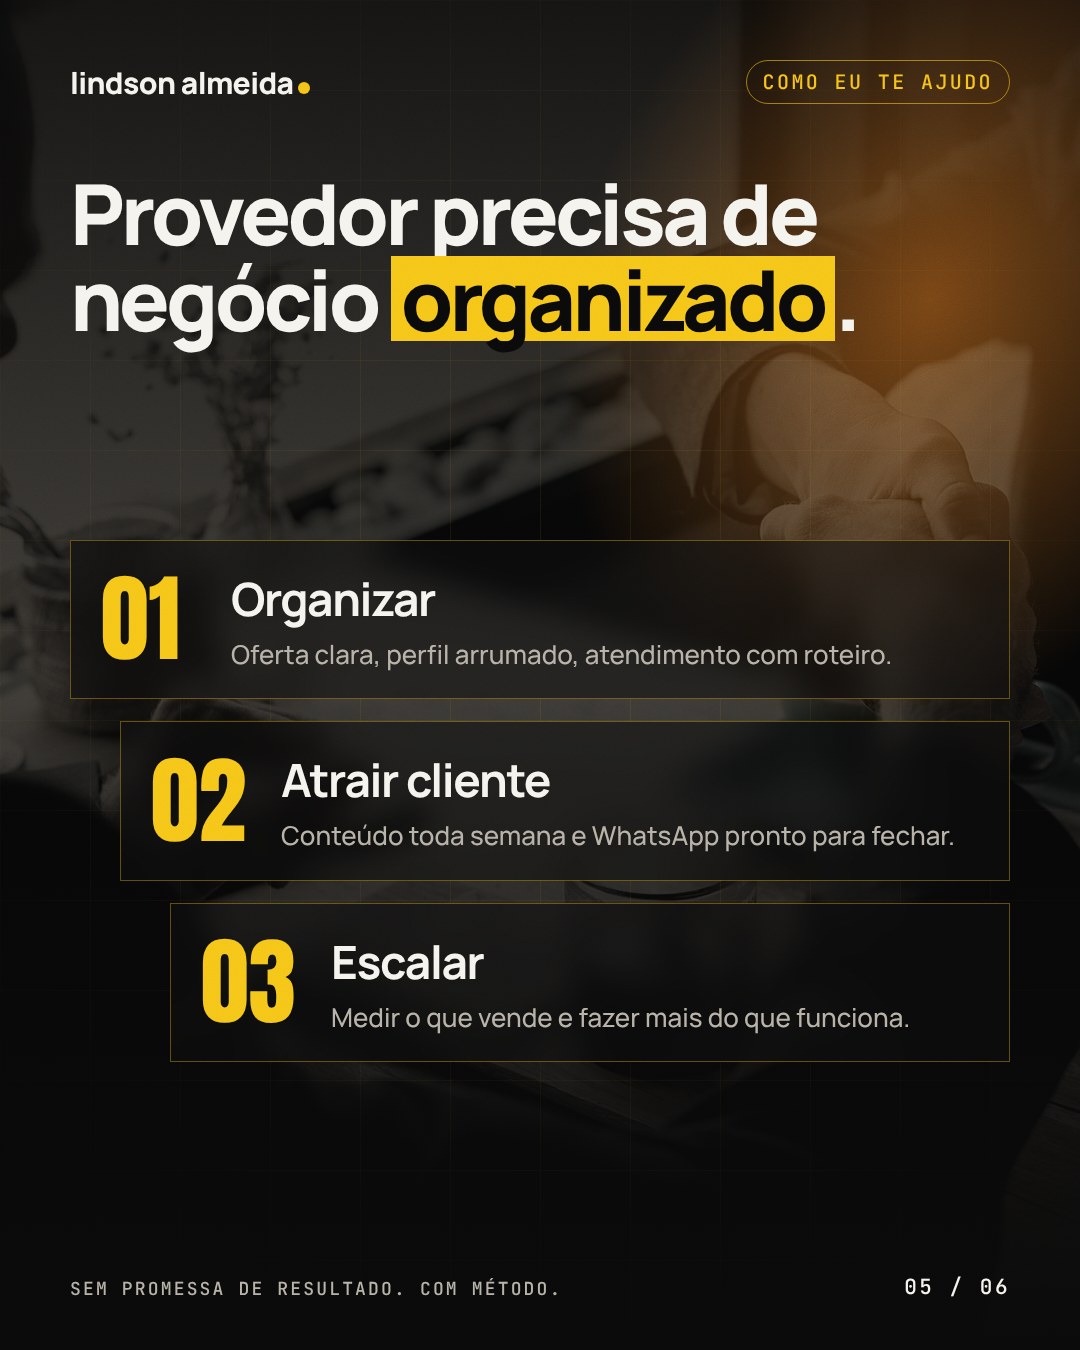 lindson almeida
COMO EU TE AJUDO
Provedor precisa de
negócio organizado.
01
Organizar
Oferta clara, perfil arrumado, atendimento com roteiro.
02
Atrair cliente
Conteúdo toda semana e WhatsApp pronto para fechar.
03
Escalar
Medir o que vende e fazer mais do que funciona.
SEM PROMESSA DE RESULTADO. COM MÉTODO.
05 / 06